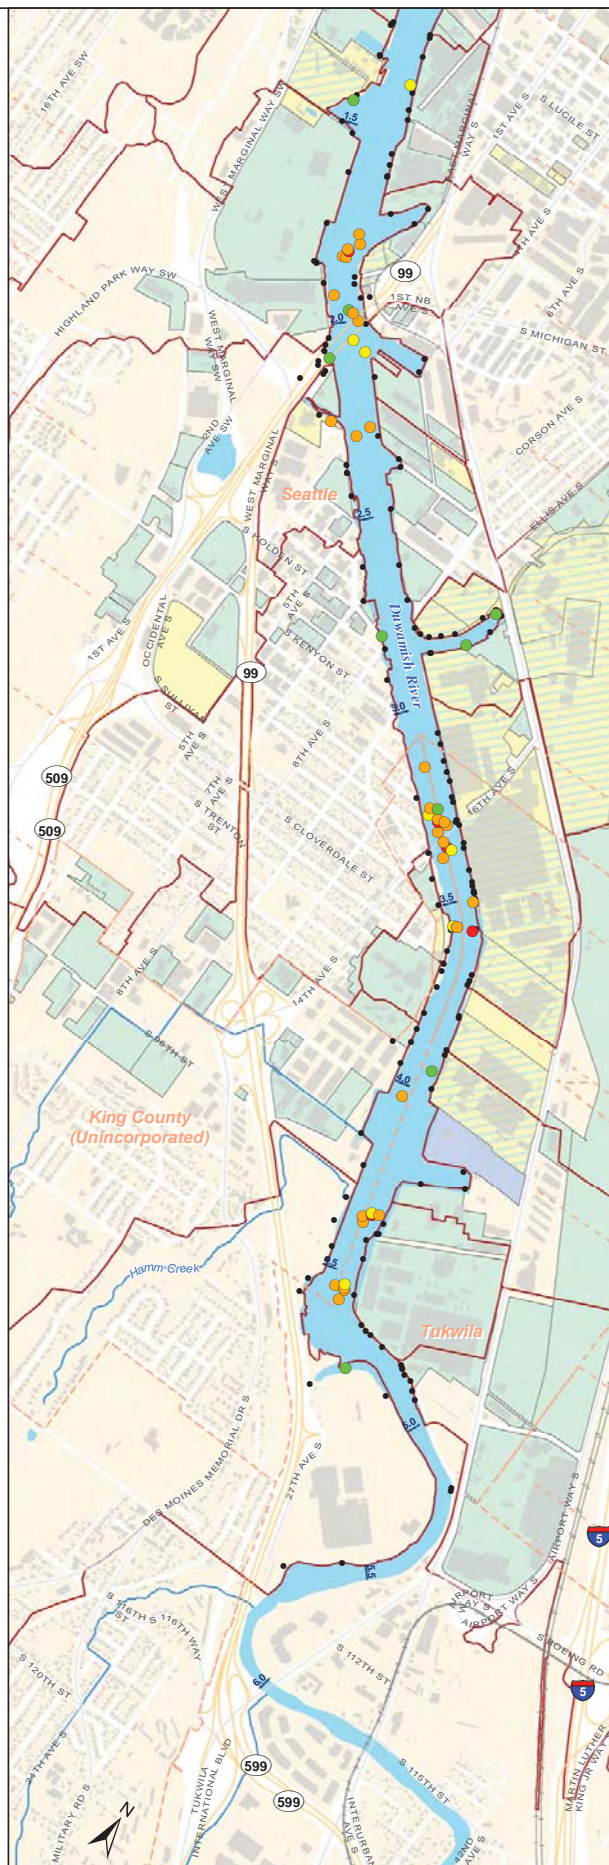 16TH AVE SW
WEST MARGINAL WAY SW
1.5
EAST MARGINAL
WAY S
1ST AVE S
S LUCILE ST
4TH AVE S
6TH AVE S
99
1ST NB
AVE S
HIGHLAND PARK WAY SW
WEST MARGINAL
WAY SW
2.0
S MICHIGAN ST
2ND
AVE SW
WEST MARGINAL
WAY S
CORSON AVE S
Seattle
2.5
ELLIS AVE S
S HOLDEN ST
5TH
AVE S
OCCIDENTAL
AVE S
1ST AVE S
S KENYON ST
Duwamish River
99
S SULLIVAN
ST
3.0
5TH
AVE S
8TH AVE S
509
7TH
AVE S
16TH AVE S
S TRENTON
ST
509
S CLOVERDALE ST
3.5
8TH AVE S
14TH AVE S
S 96TH ST
4.0
King County
(Unincorporated)
Hamm Creek
Tukwila
5.0
DES MOINES MEMORIAL DR S
27TH AVE S
AIRPORT WAY S
5
5.5
AIRPORT
WAY S
AIRPORT WAY S
S 116TH
ST
S 116TH WAY
S BOEING RD
S 120TH ST
S 112TH ST
6.0
5
24TH AVE S
599
S 115TH ST
MARTIN LUTHER
KING JR WAY
599
TUKWILA
INTERNATIONAL BLVD
MILITARY RD S
N
INTERURBAN
AVE S
42ND
AVE S